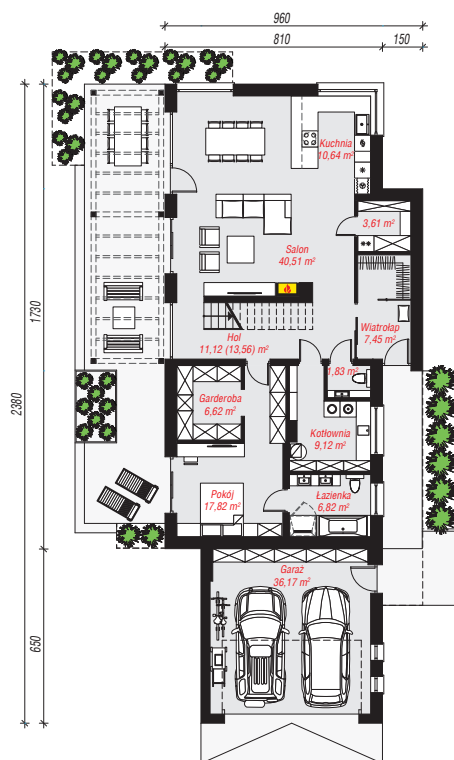 960
810
150
Kuchnia
10,64 m²
3,61 m²
Salon
40,51 m²
Wiatrołap
7,45 m²
Hol
11,12 (13,56) m²
1,83 m²
Garderoba
6,62 m²
Kotłownia
9,12 m²
Pokój
17,82 m²
Łazienka
6,82 m²
Garaż
36,17 m²
1730
2380
650